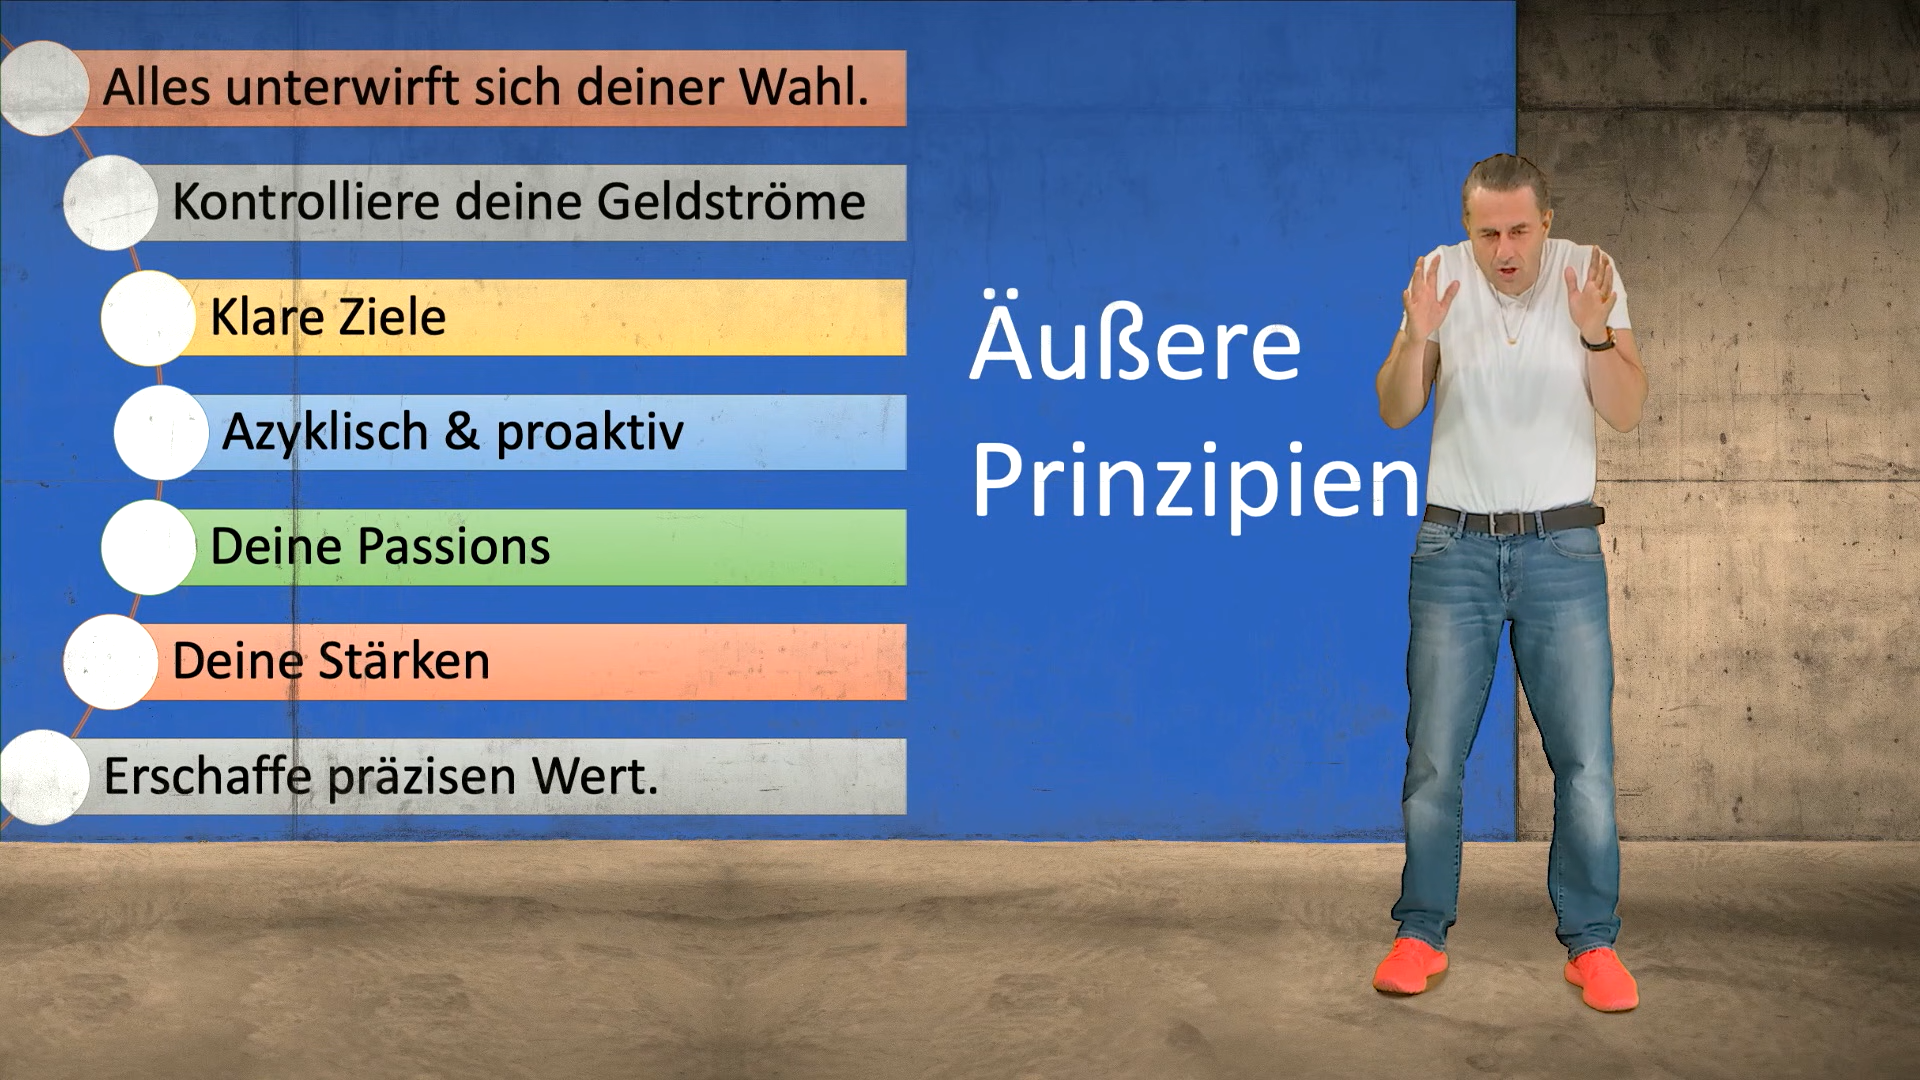 Alles unterwirft sich deiner Wahl.
Kontrolliere deine Geldströme
Klare Ziele
Azyklisch & proaktiv
Deine Passions
Deine Stärken
Erschaffe präzisen Wert.
Äußere
Prinzipien